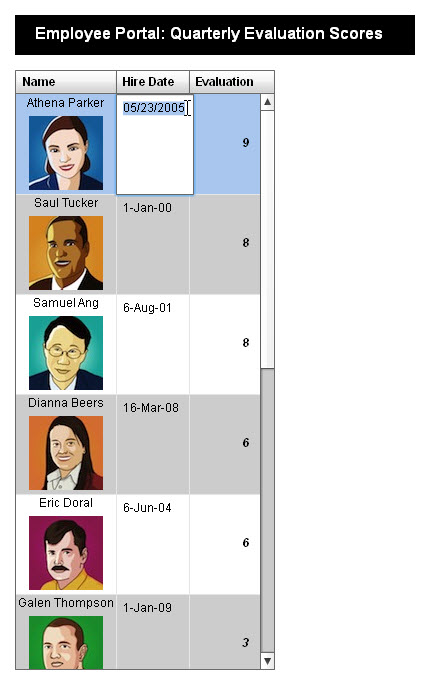 Employee Portal: Quarterly Evaluation Scores
Name Hire Date Evaluation
Athena Parker 05/23/2005 9
Saul Tucker 1-Jan-00 8
Samuel Ang 6-Aug-01 8
Dianna Beers 16-Mar-08 6
Eric Doral 6-Jun-04 6
Galen Thompson 1-Jan-09 3